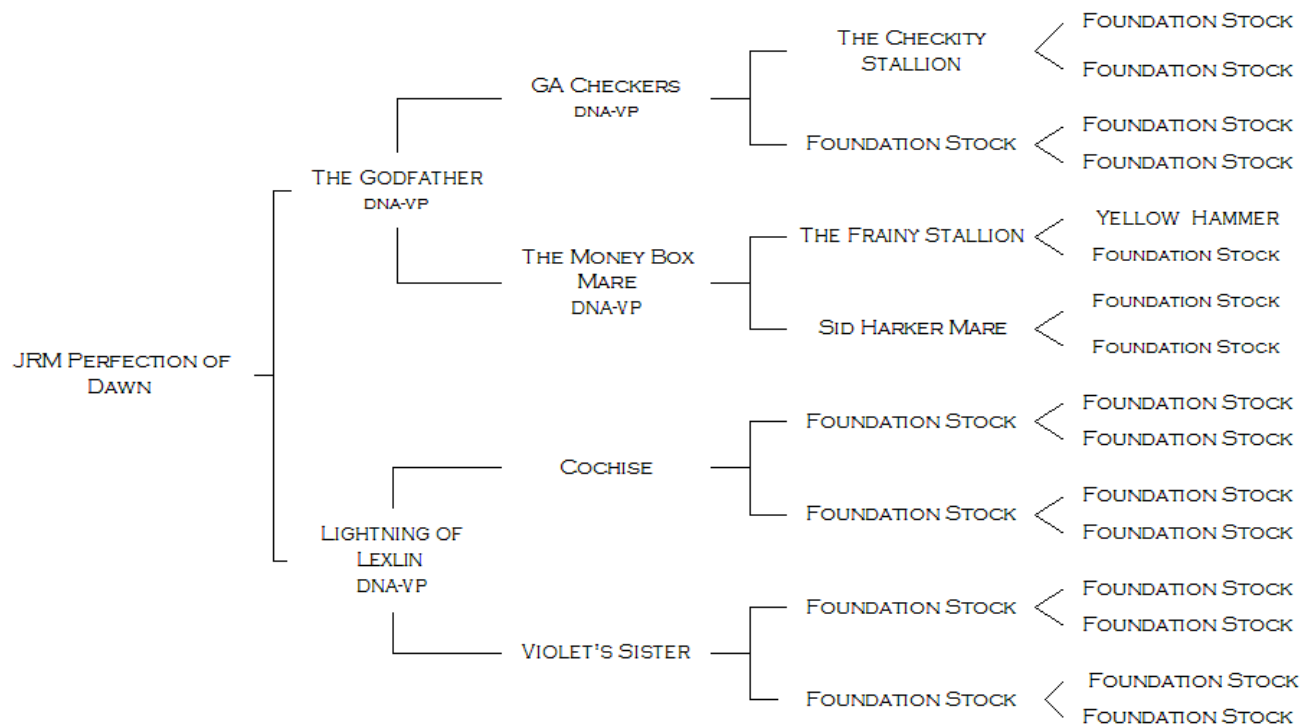 Foundation Stock
The Checkity
Stallion
Foundation Stock
GA Checkers
DNA-VP
Foundation Stock
Foundation Stock
Foundation Stock
The Godfather
DNA-VP
Yellow Hammer
The Frainy Stallion
Foundation Stock
The Money Box
Mare
DNA-VP
Foundation Stock
Sid Harker Mare
Foundation Stock
JRM Perfection of
Dawn
Foundation Stock
Foundation Stock
Foundation Stock
Cochise
Foundation Stock
Foundation Stock
Foundation Stock
Lightning of
Lexlin
DNA-VP
Foundation Stock
Foundation Stock
Foundation Stock
Violet's Sister
Foundation Stock
Foundation Stock
Foundation Stock